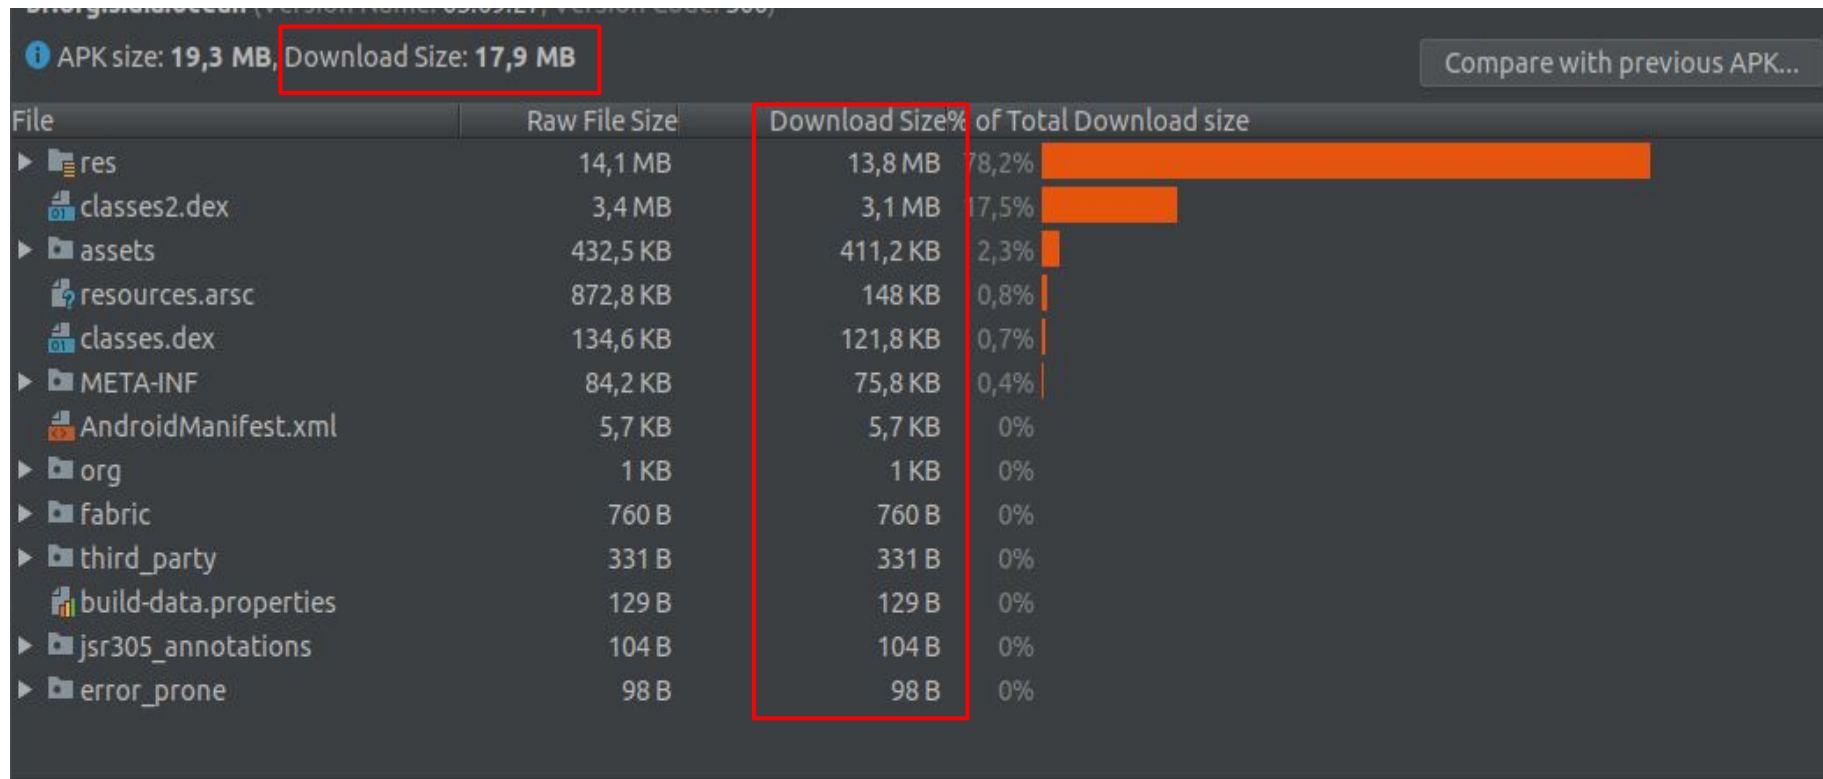 APK size: 19,3 MB, Download Size: 17,9 MB
Compare with previous APK...
File Raw File Size Download Size % of Total Download size
res 14,1 MB 13,8 MB 78,2%
classes2.dex 3,4 MB 3,1 MB 17,5%
assets 432,5 KB 411,2 KB 2,3%
resources.arsc 872,8 KB 148 KB 0,8%
classes.dex 134,6 KB 121,8 KB 0,7%
META-INF 84,2 KB 75,8 KB 0,4%
AndroidManifest.xml 5,7 KB 5,7 KB 0%
org 1 KB 1 KB 0%
fabric 760 B 760 B 0%
third_party 331 B 331 B 0%
build-data.properties 129 B 129 B 0%
jsr305_annotations 104 B 104 B 0%
error_prone 98 B 98 B 0%